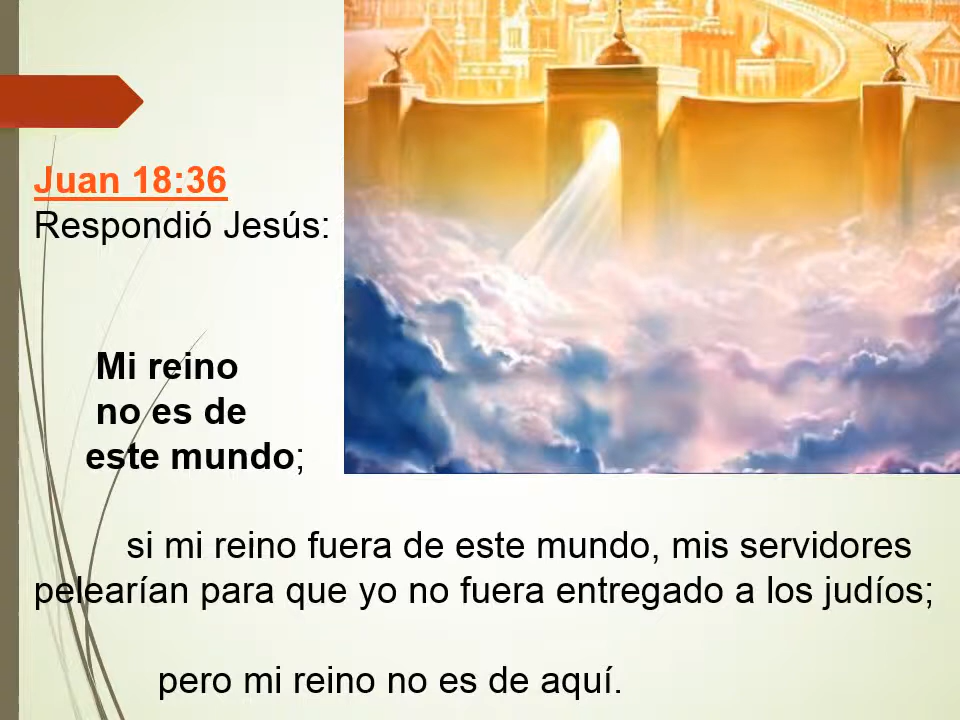 Juan 18:36
Respondió Jesús:
Mi reino
no es de
este mundo;
si mi reino fuera de este mundo, mis servidores
pelearían para que yo no fuera entregado a los judíos;
pero mi reino no es de aquí.